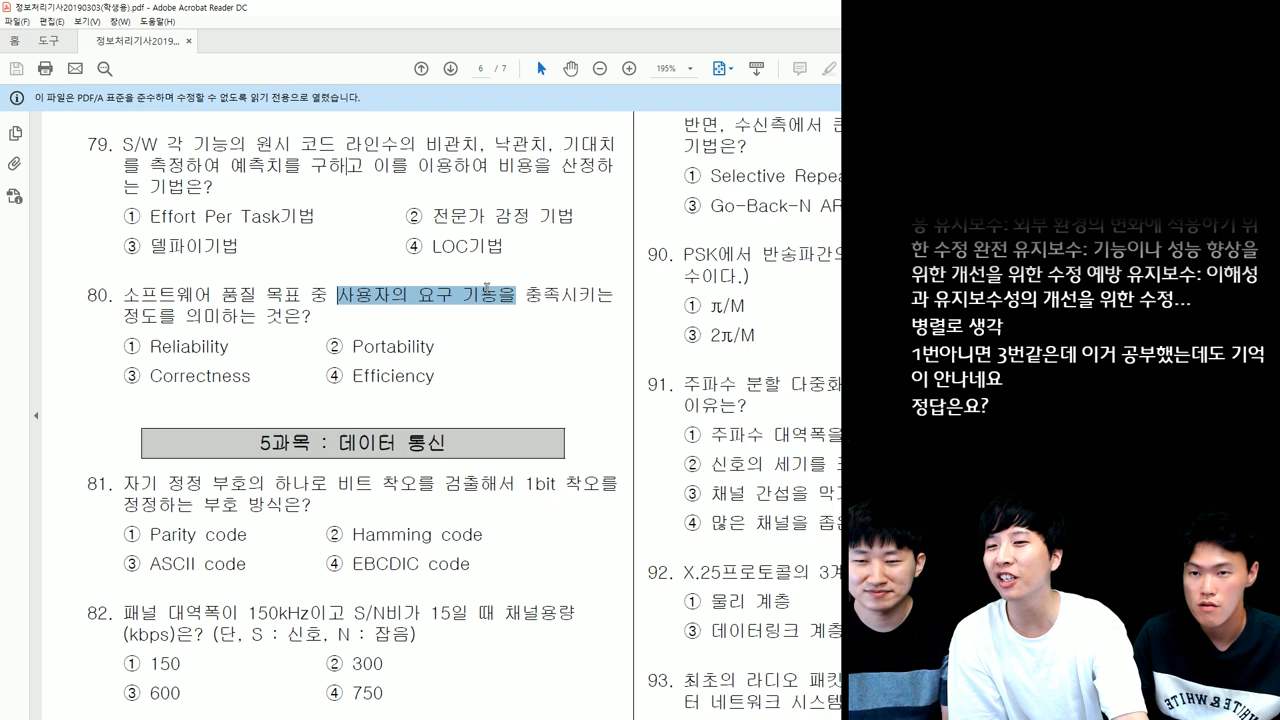 정보처리기사20190303(학생용).pdf - Adobe Acrobat Reader DC
파일(F) 편집(E) 보기(V) 창(W) 도움말(H)
홈 도구 정보처리기사2019... ×
6 / 7 195%
이 파일은 PDF/A 표준을 준수하며 수정할 수 없도록 읽기 전용으로 열렸습니다.
79. S/W 각 기능의 원시 코드 라인수의 비관치, 낙관치, 기대치
를 측정하여 예측치를 구하고 이를 이용하여 비용을 산정하
는 기법은?
① Effort Per Task기법 ② 전문가 감정 기법
③ 델파이기법 ④ LOC기법
80. 소프트웨어 품질 목표 중 사용자의 요구 기능을 충족시키는
정도를 의미하는 것은?
① Reliability ② Portability
③ Correctness ④ Efficiency
5과목 : 데이터 통신
81. 자기 정정 부호의 하나로 비트 착오를 검출해서 1bit 착오를
정정하는 부호 방식은?
① Parity code ② Hamming code
③ ASCII code ④ EBCDIC code
82. 패널 대역폭이 150kHz이고 S/N비가 15일 때 채널용량
(kbps)은? (단, S : 신호, N : 잡음)
① 150 ② 300
③ 600 ④ 750
반면, 수신측에서 큰
기법은?
① Selective Repea
③ Go-Back-N AR
90. PSK에서 반송파간의
수이다.)
① π/M
③ 2π/M
91. 주파수 분할 다중화
이유는?
① 주파수 대역폭을
② 신호의 세기를
③ 채널 간섭을 막
④ 많은 채널을 좁은
92. X.25프로토콜의 3계
① 물리 계층
③ 데이터링크 계층
93. 최초의 라디오 패킷
터 네트워크 시스템
응 유지보수: 외부 환경의 변화에 적응하기 위
한 수정 완전 유지보수: 기능이나 성능 향상을
위한 개선을 위한 수정 예방 유지보수: 이해성
과 유지보수성의 개선을 위한 수정...
병렬로 생각
1번아니면 3번같은데 이거 공부했는데도 기억
이 안나네요
정답은요?